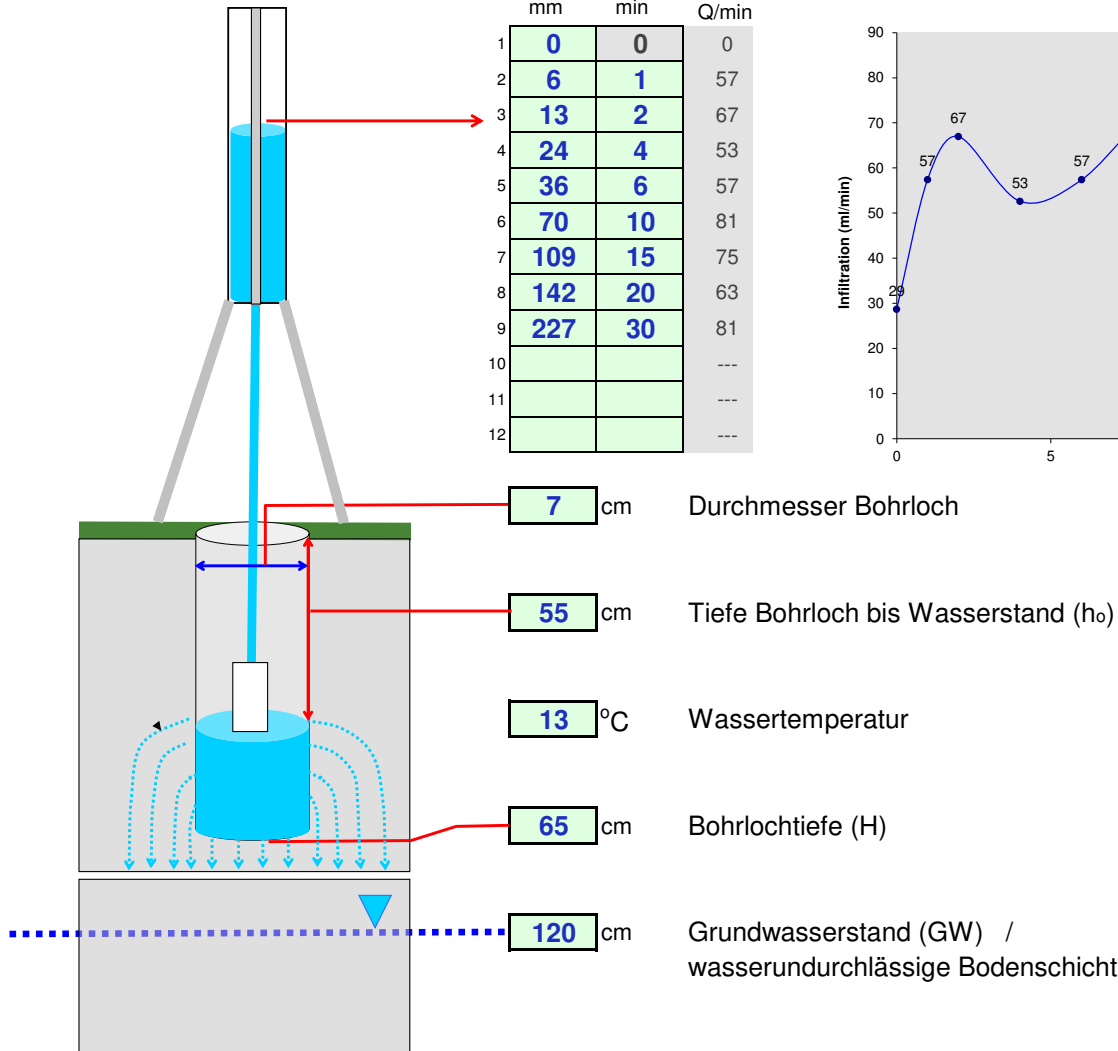 mm min Q/min
1 0 0 0
2 6 1 57
3 13 2 67
4 24 4 53
5 36 6 57
6 70 10 81
7 109 15 75
8 142 20 63
9 227 30 81
10 ---
11 ---
12 ---
Infiltration (ml/min)
90
80
70
60
50
40
30
20
10
0
0 5
29
57
67
53
57
7 cm Durchmesser Bohrloch
55 cm Tiefe Bohrloch bis Wasserstand (h₀)
13 °C Wassertemperatur
65 cm Bohrlochtiefe (H)
120 cm Grundwasserstand (GW) /
wasserundurchlässige Bodenschicht